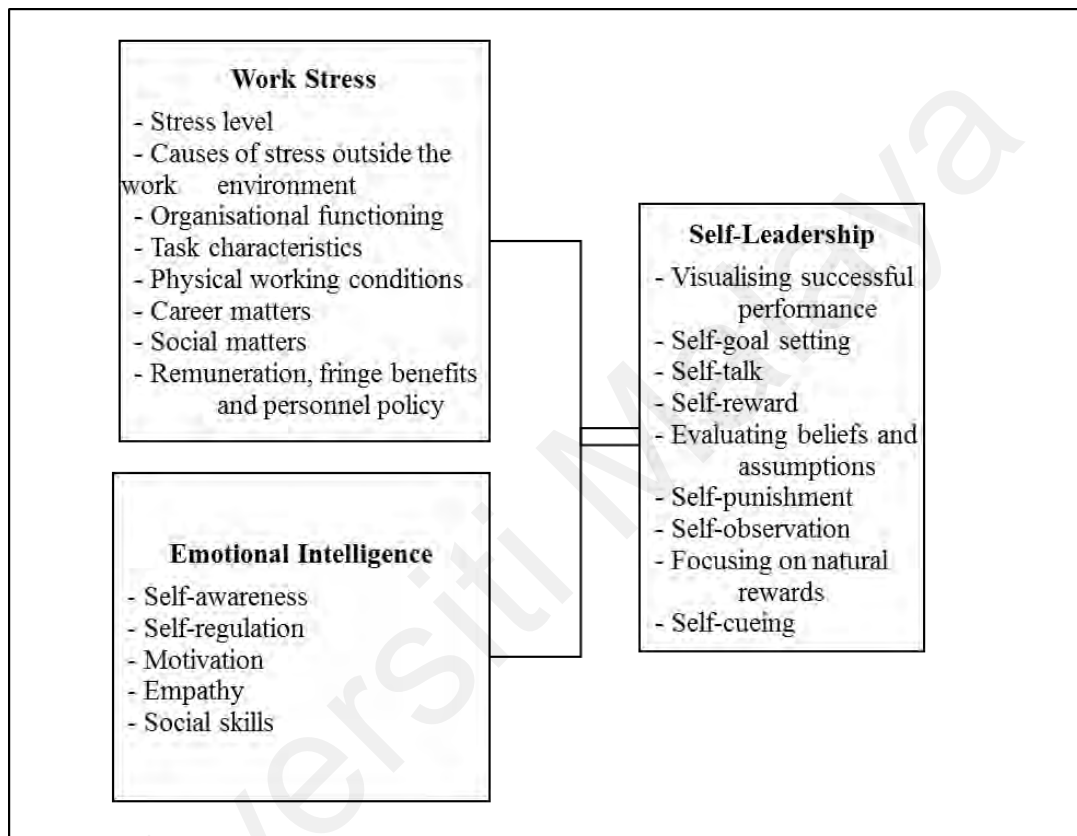 Work Stress
- Stress level
- Causes of stress outside the
work environment
- Organisational functioning
- Task characteristics
- Physical working conditions
- Career matters
- Social matters
- Remuneration, fringe benefits
and personnel policy
Emotional Intelligence
- Self-awareness
- Self-regulation
- Motivation
- Empathy
- Social skills
Self-Leadership
- Visualising successful
performance
- Self-goal setting
- Self-talk
- Self-reward
- Evaluating beliefs and
assumptions
- Self-punishment
- Self-observation
- Focusing on natural
rewards
- Self-cueing
versiti Malaya